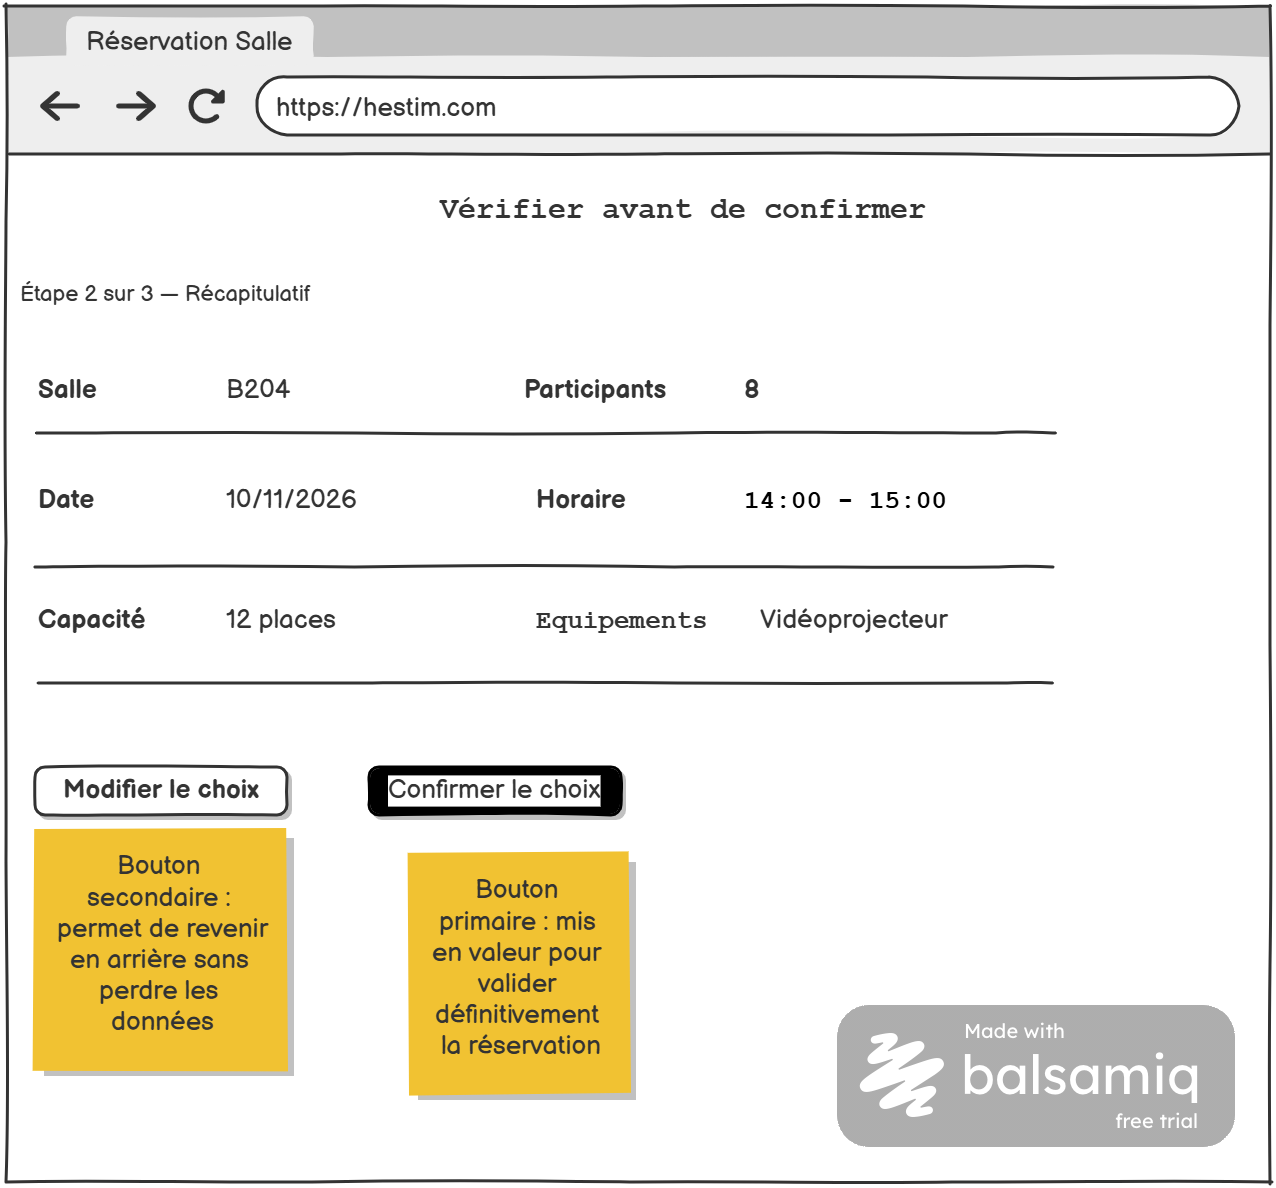 Réservation Salle
https://hestim.com
Vérifier avant de confirmer
Étape 2 sur 3 — Récapitulatif
Salle B204 Participants 8
Date 10/11/2026 Horaire 14:00 - 15:00
Capacité 12 places Equipements Vidéoprojecteur
Modifier le choix Confirmer le choix
Bouton
secondaire :
permet de revenir
en arrière sans
perdre les
données
Bouton
primaire : mis
en valeur pour
valider
définitivement
la réservation
Made with
balsamiq
free trial